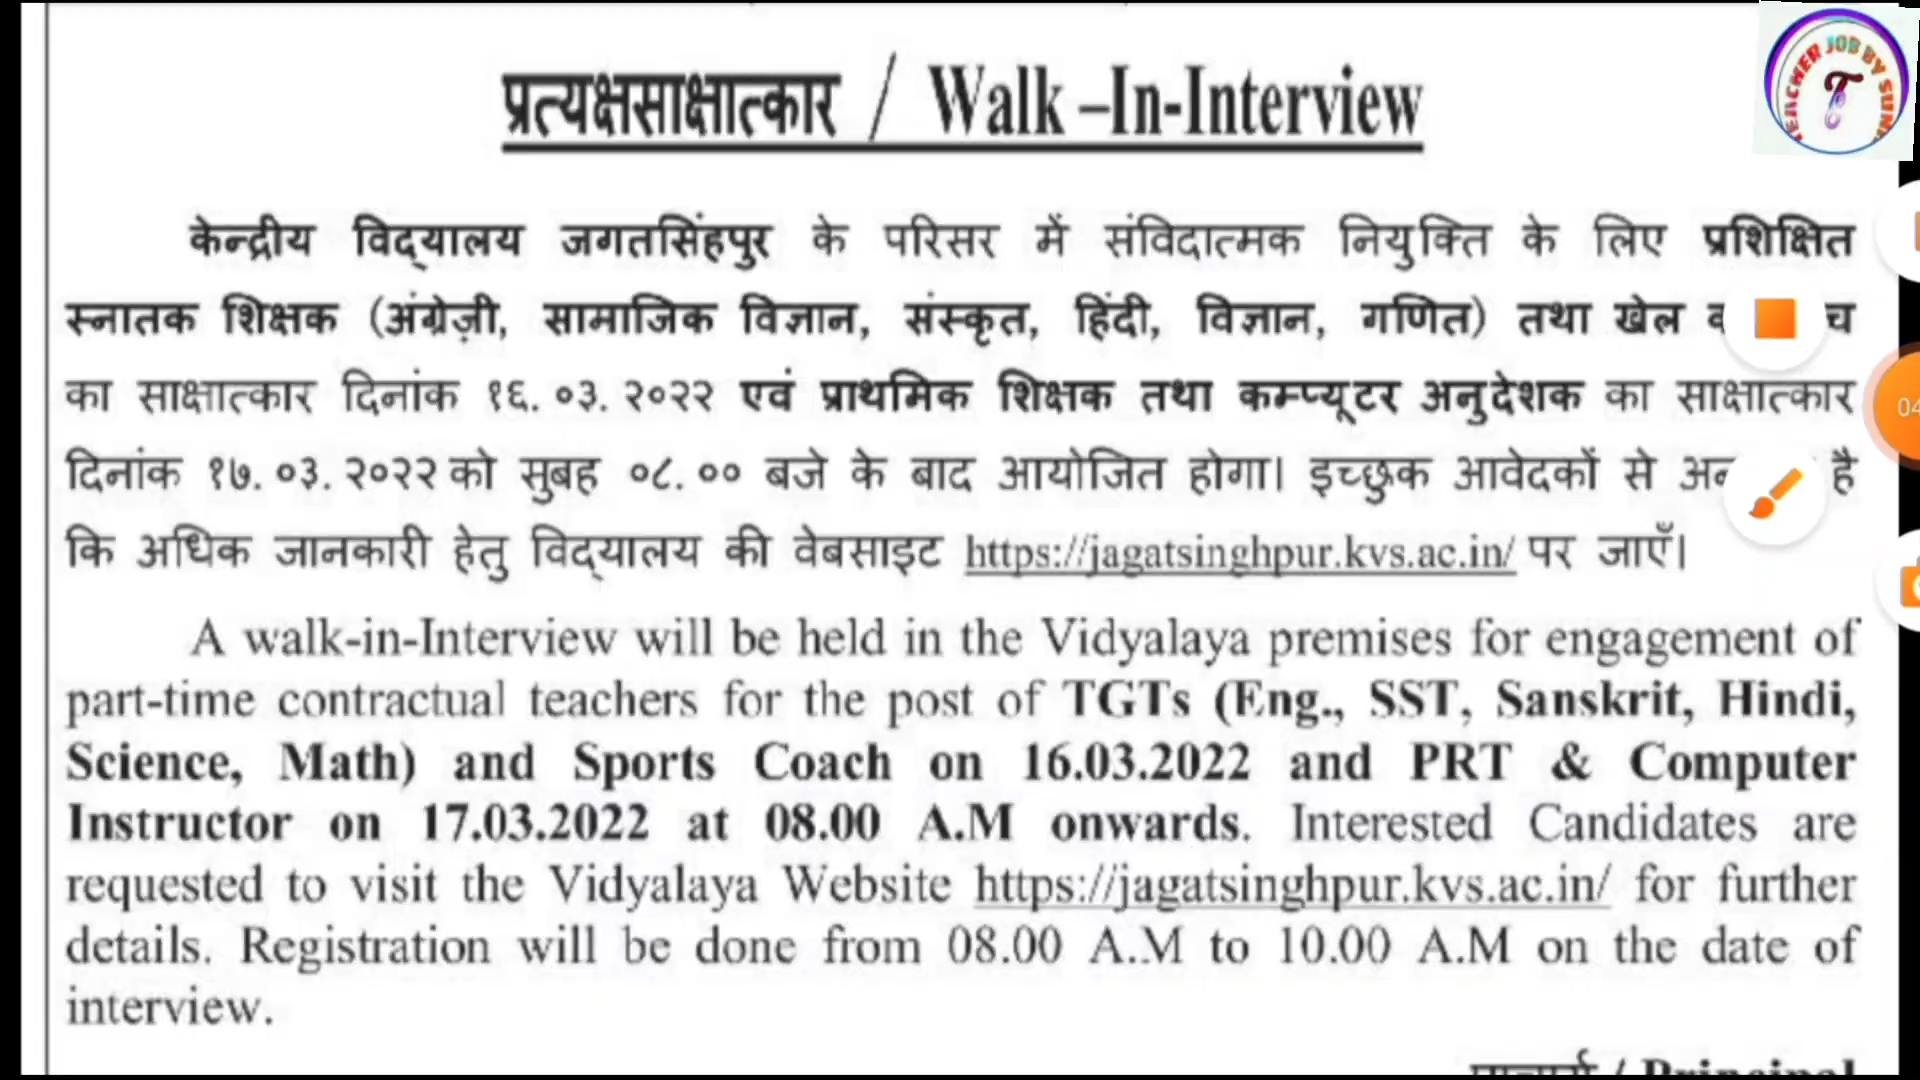 प्रत्यक्षसाक्षात्कार / Walk –In-Interview
TEACHER JOB BY
T
केन्द्रीय विद्यालय जगतसिंहपुर के परिसर में संविदात्मक नियुक्ति के लिए प्रशिक्षित
स्नातक शिक्षक (अंग्रेज़ी, सामाजिक विज्ञान, संस्कृत, हिंदी, विज्ञान, गणित) तथा खेल
का साक्षात्कार दिनांक १६. ०३. २०२२ एवं प्राथमिक शिक्षक तथा कम्प्यूटर अनुदेशक का साक्षात्कार
04
दिनांक १७. ०३. २०२२ को सुबह ०८. ०० बजे के बाद आयोजित होगा। इच्छुक आवेदकों से है
कि अधिक जानकारी हेतु विद्यालय की वेबसाइट https://jagatsinghpur.kvs.ac.in/ पर जाएँ।
A walk-in-Interview will be held in the Vidyalaya premises for engagement of
part-time contractual teachers for the post of TGTs (Eng., SST, Sanskrit, Hindi,
Science, Math) and Sports Coach on 16.03.2022 and PRT & Computer
Instructor on 17.03.2022 at 08.00 A.M onwards. Interested Candidates are
requested to visit the Vidyalaya Website https://jagatsinghpur.kvs.ac.in/ for further
details. Registration will be done from 08.00 A.M to 10.00 A.M on the date of
interview.
/ Principal